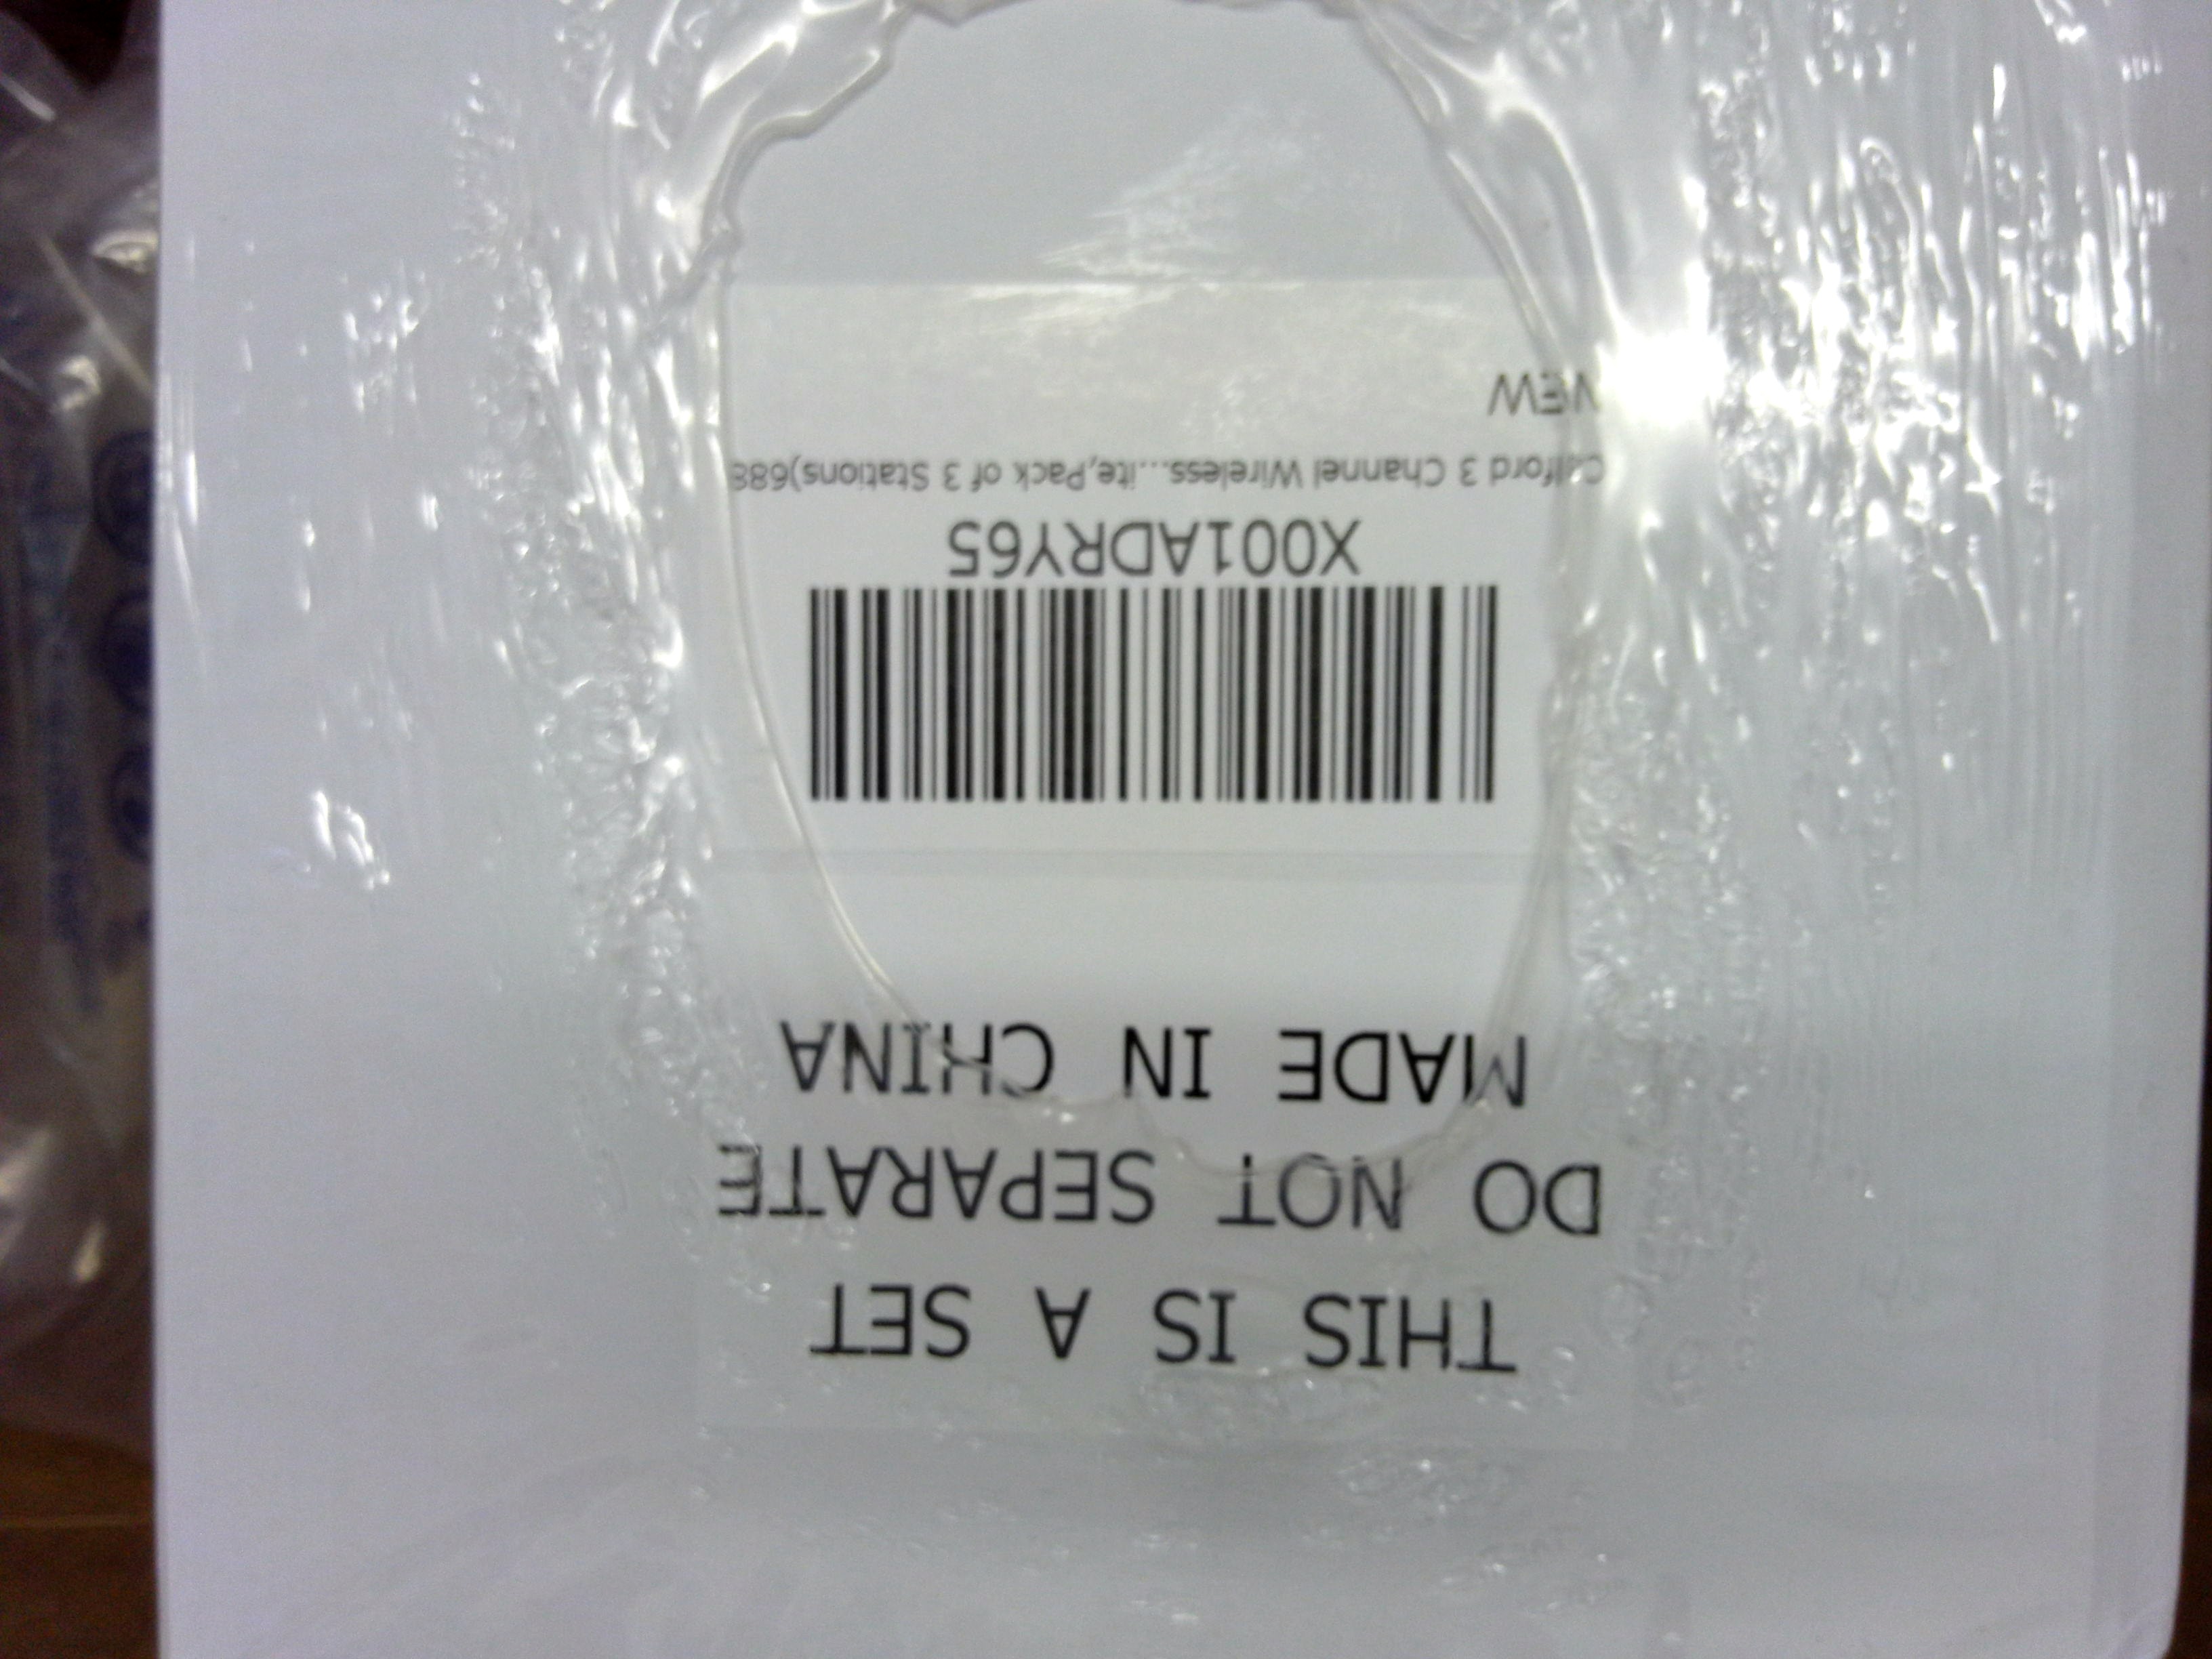 THIS IS A SET
DO NOT SEPARATE
MADE IN CHINA
X001ADRY65
3 Channel Wireless...ite,Pack of 3 Stations)688
NEW